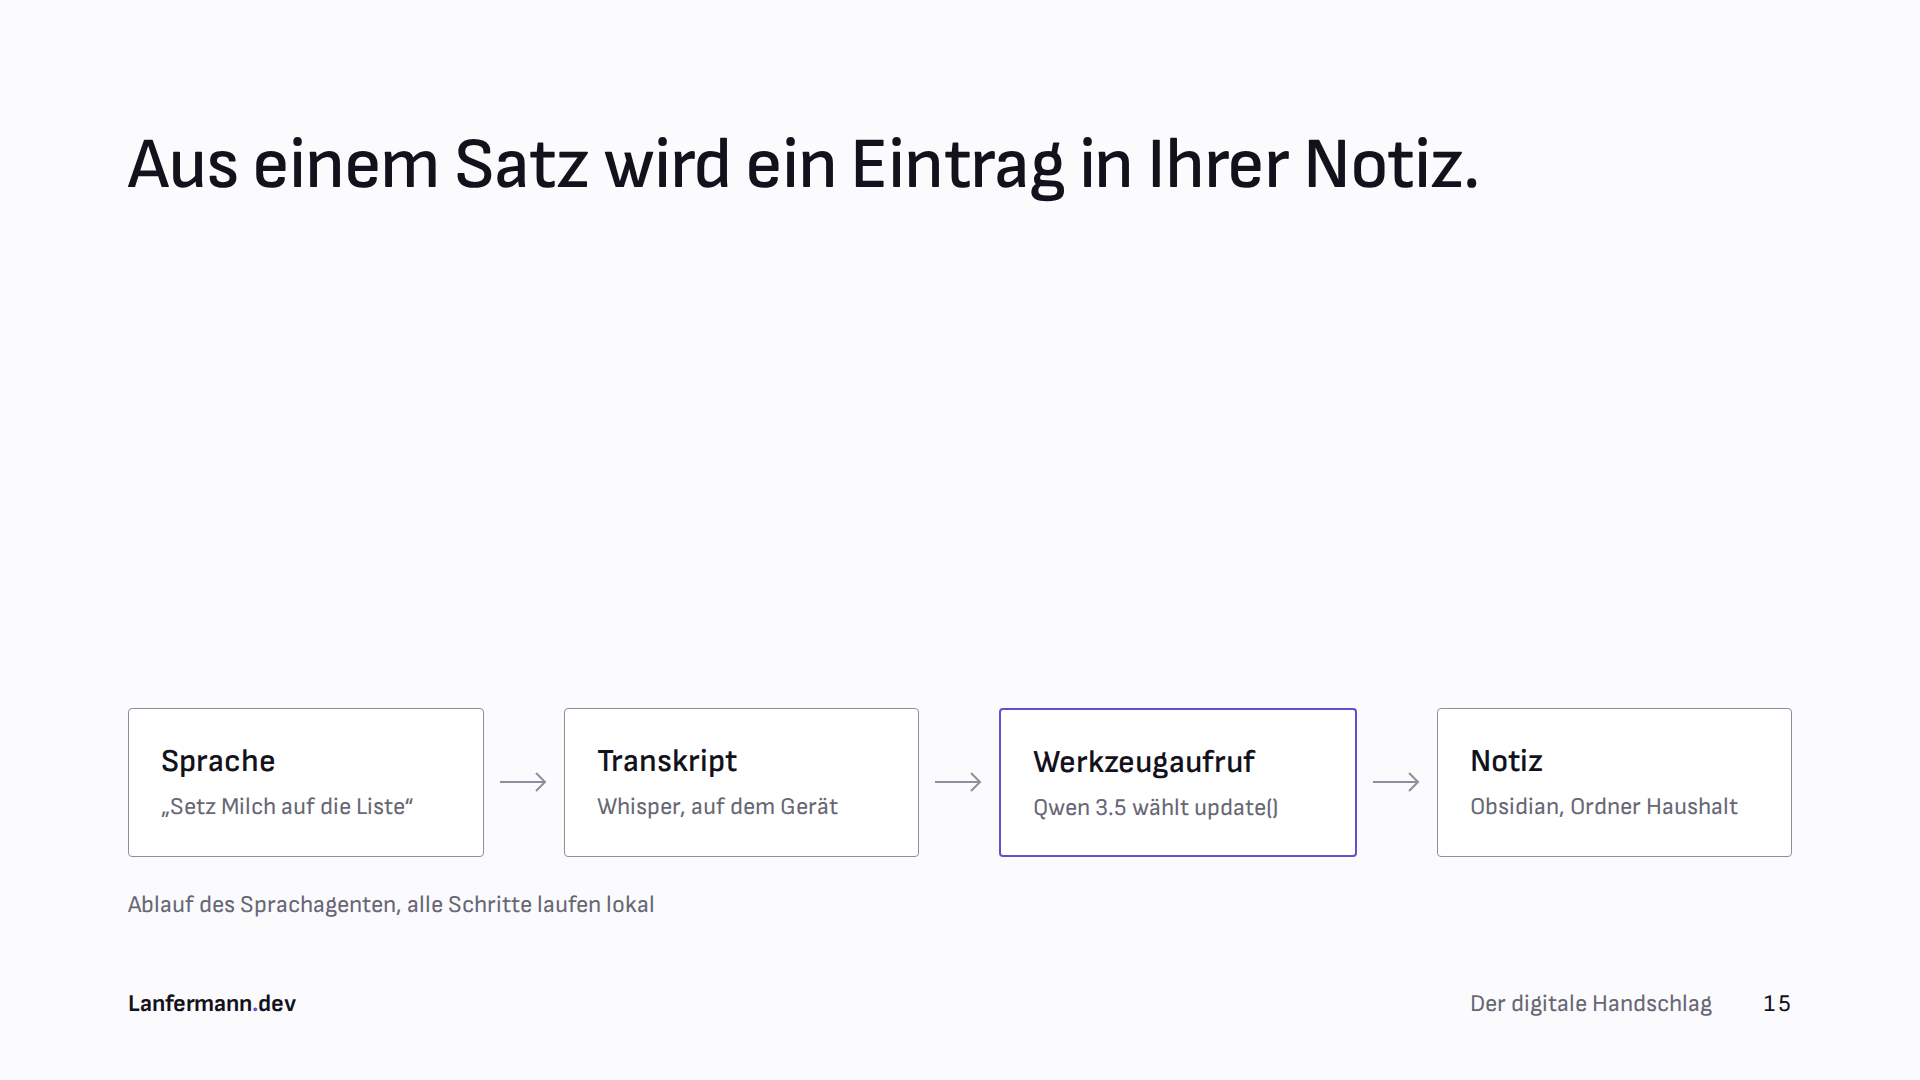 Aus einem Satz wird ein Eintrag in Ihrer Notiz.
Sprache
„Setz Milch auf die Liste“
Transkript
Whisper, auf dem Gerät
Werkzeugaufruf
Qwen 3.5 wählt update()
Notiz
Obsidian, Ordner Haushalt
Ablauf des Sprachagenten, alle Schritte laufen lokal
Lanfermann.dev
Der digitale Handschlag
15